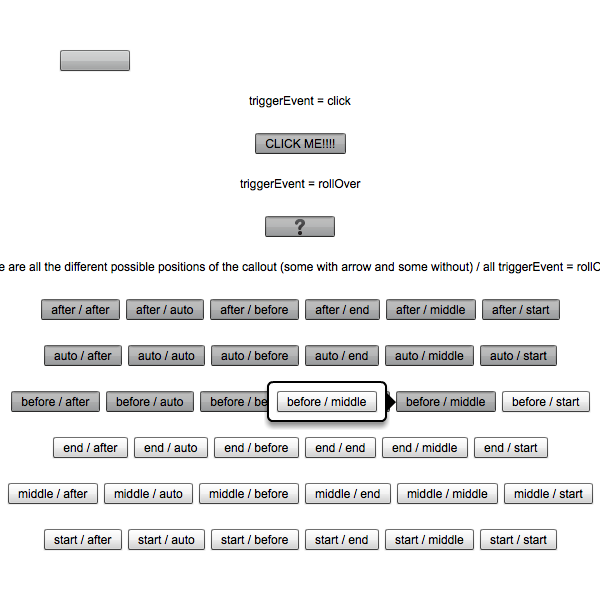 triggerEvent = click
CLICK ME!!!!
triggerEvent = rollOver
?
are all the different possible positions of the callout (some with arrow and some without) / all triggerEvent =
after / after after / auto after / before after / end after / middle after / start
auto / after auto / auto auto / before auto / end auto / middle auto / start
before / after before / auto before / before / middle before / middle before / start
end / after end / auto end / before end / end end / middle end / start
middle / after middle / auto middle / before middle / end middle / middle middle / start
start / after start / auto start / before start / end start / middle start / start